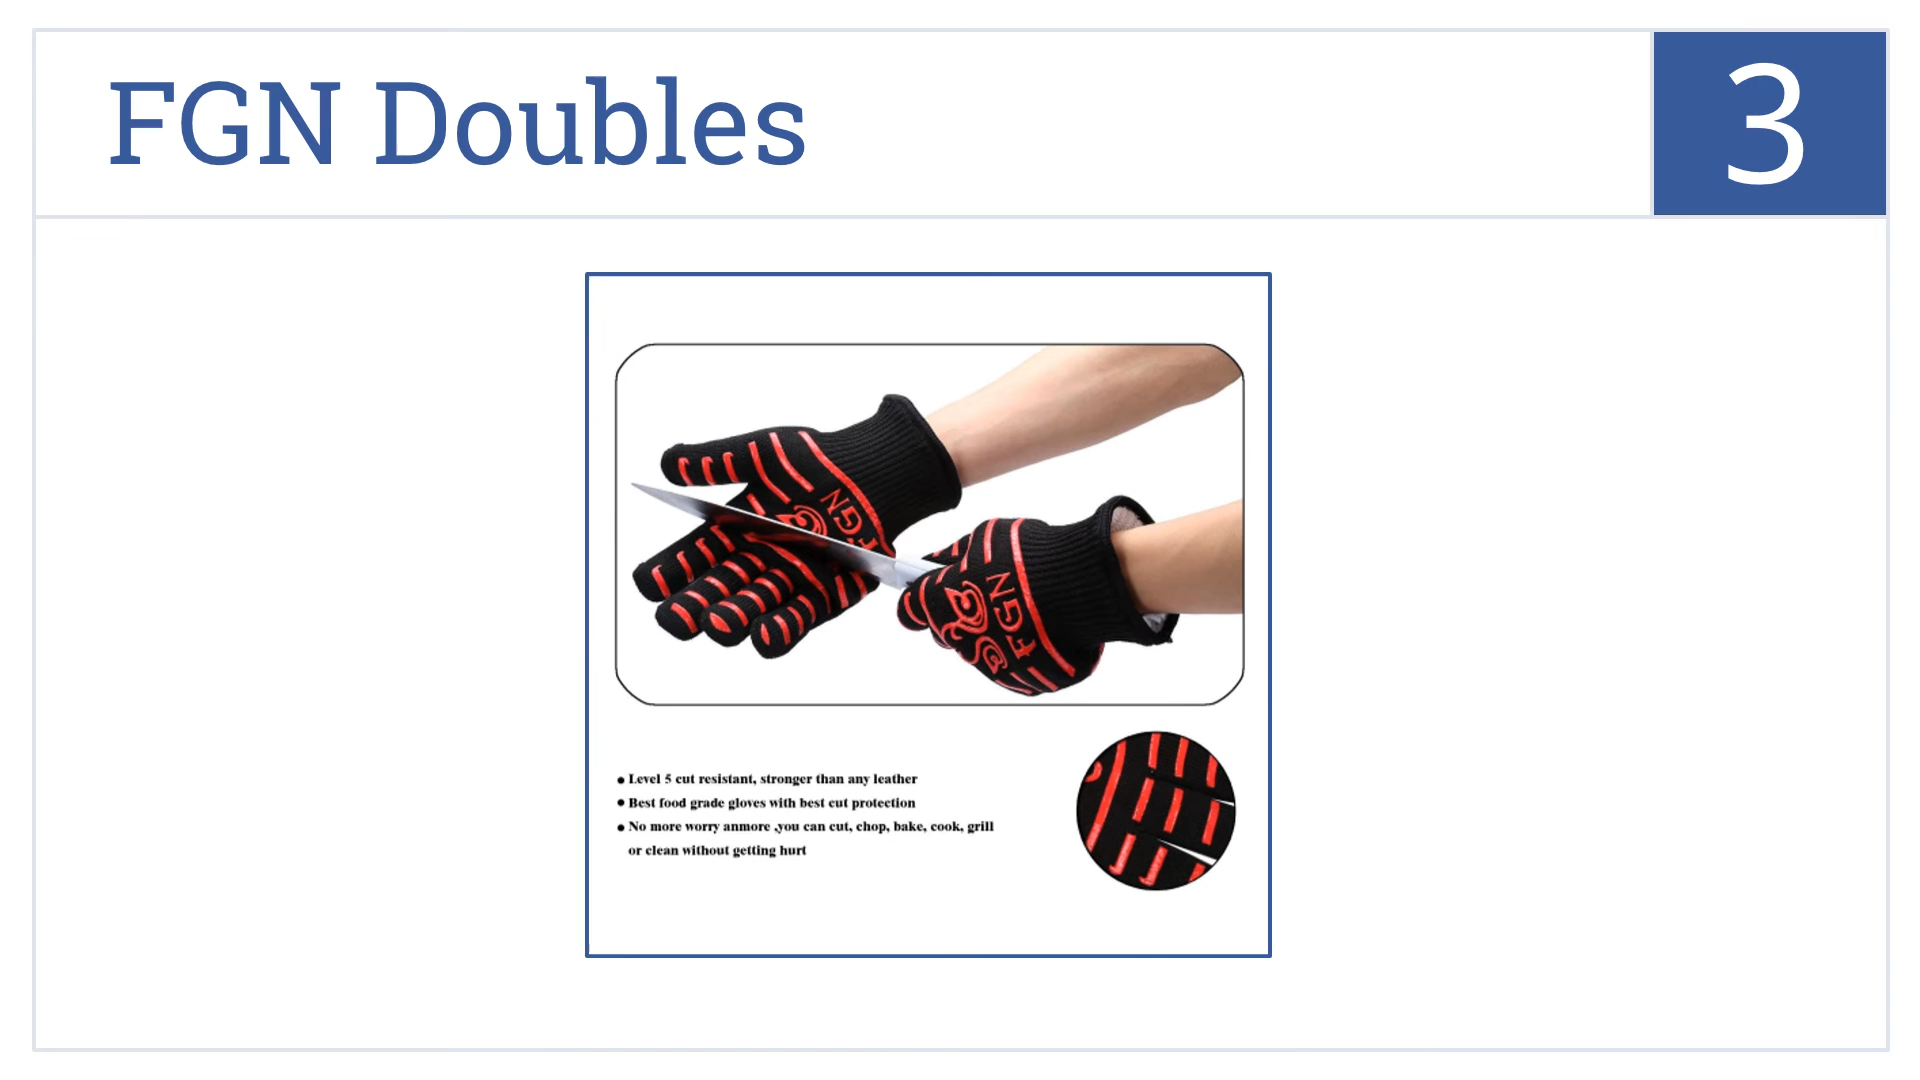 FGN Doubles
3
FGN
FGN
● Level 5 cut resistant, stronger than any leather
● Best food grade gloves with best cut protection
● No more worry anmore ,you can cut, chop, bake, cook, grill
or clean without getting hurt